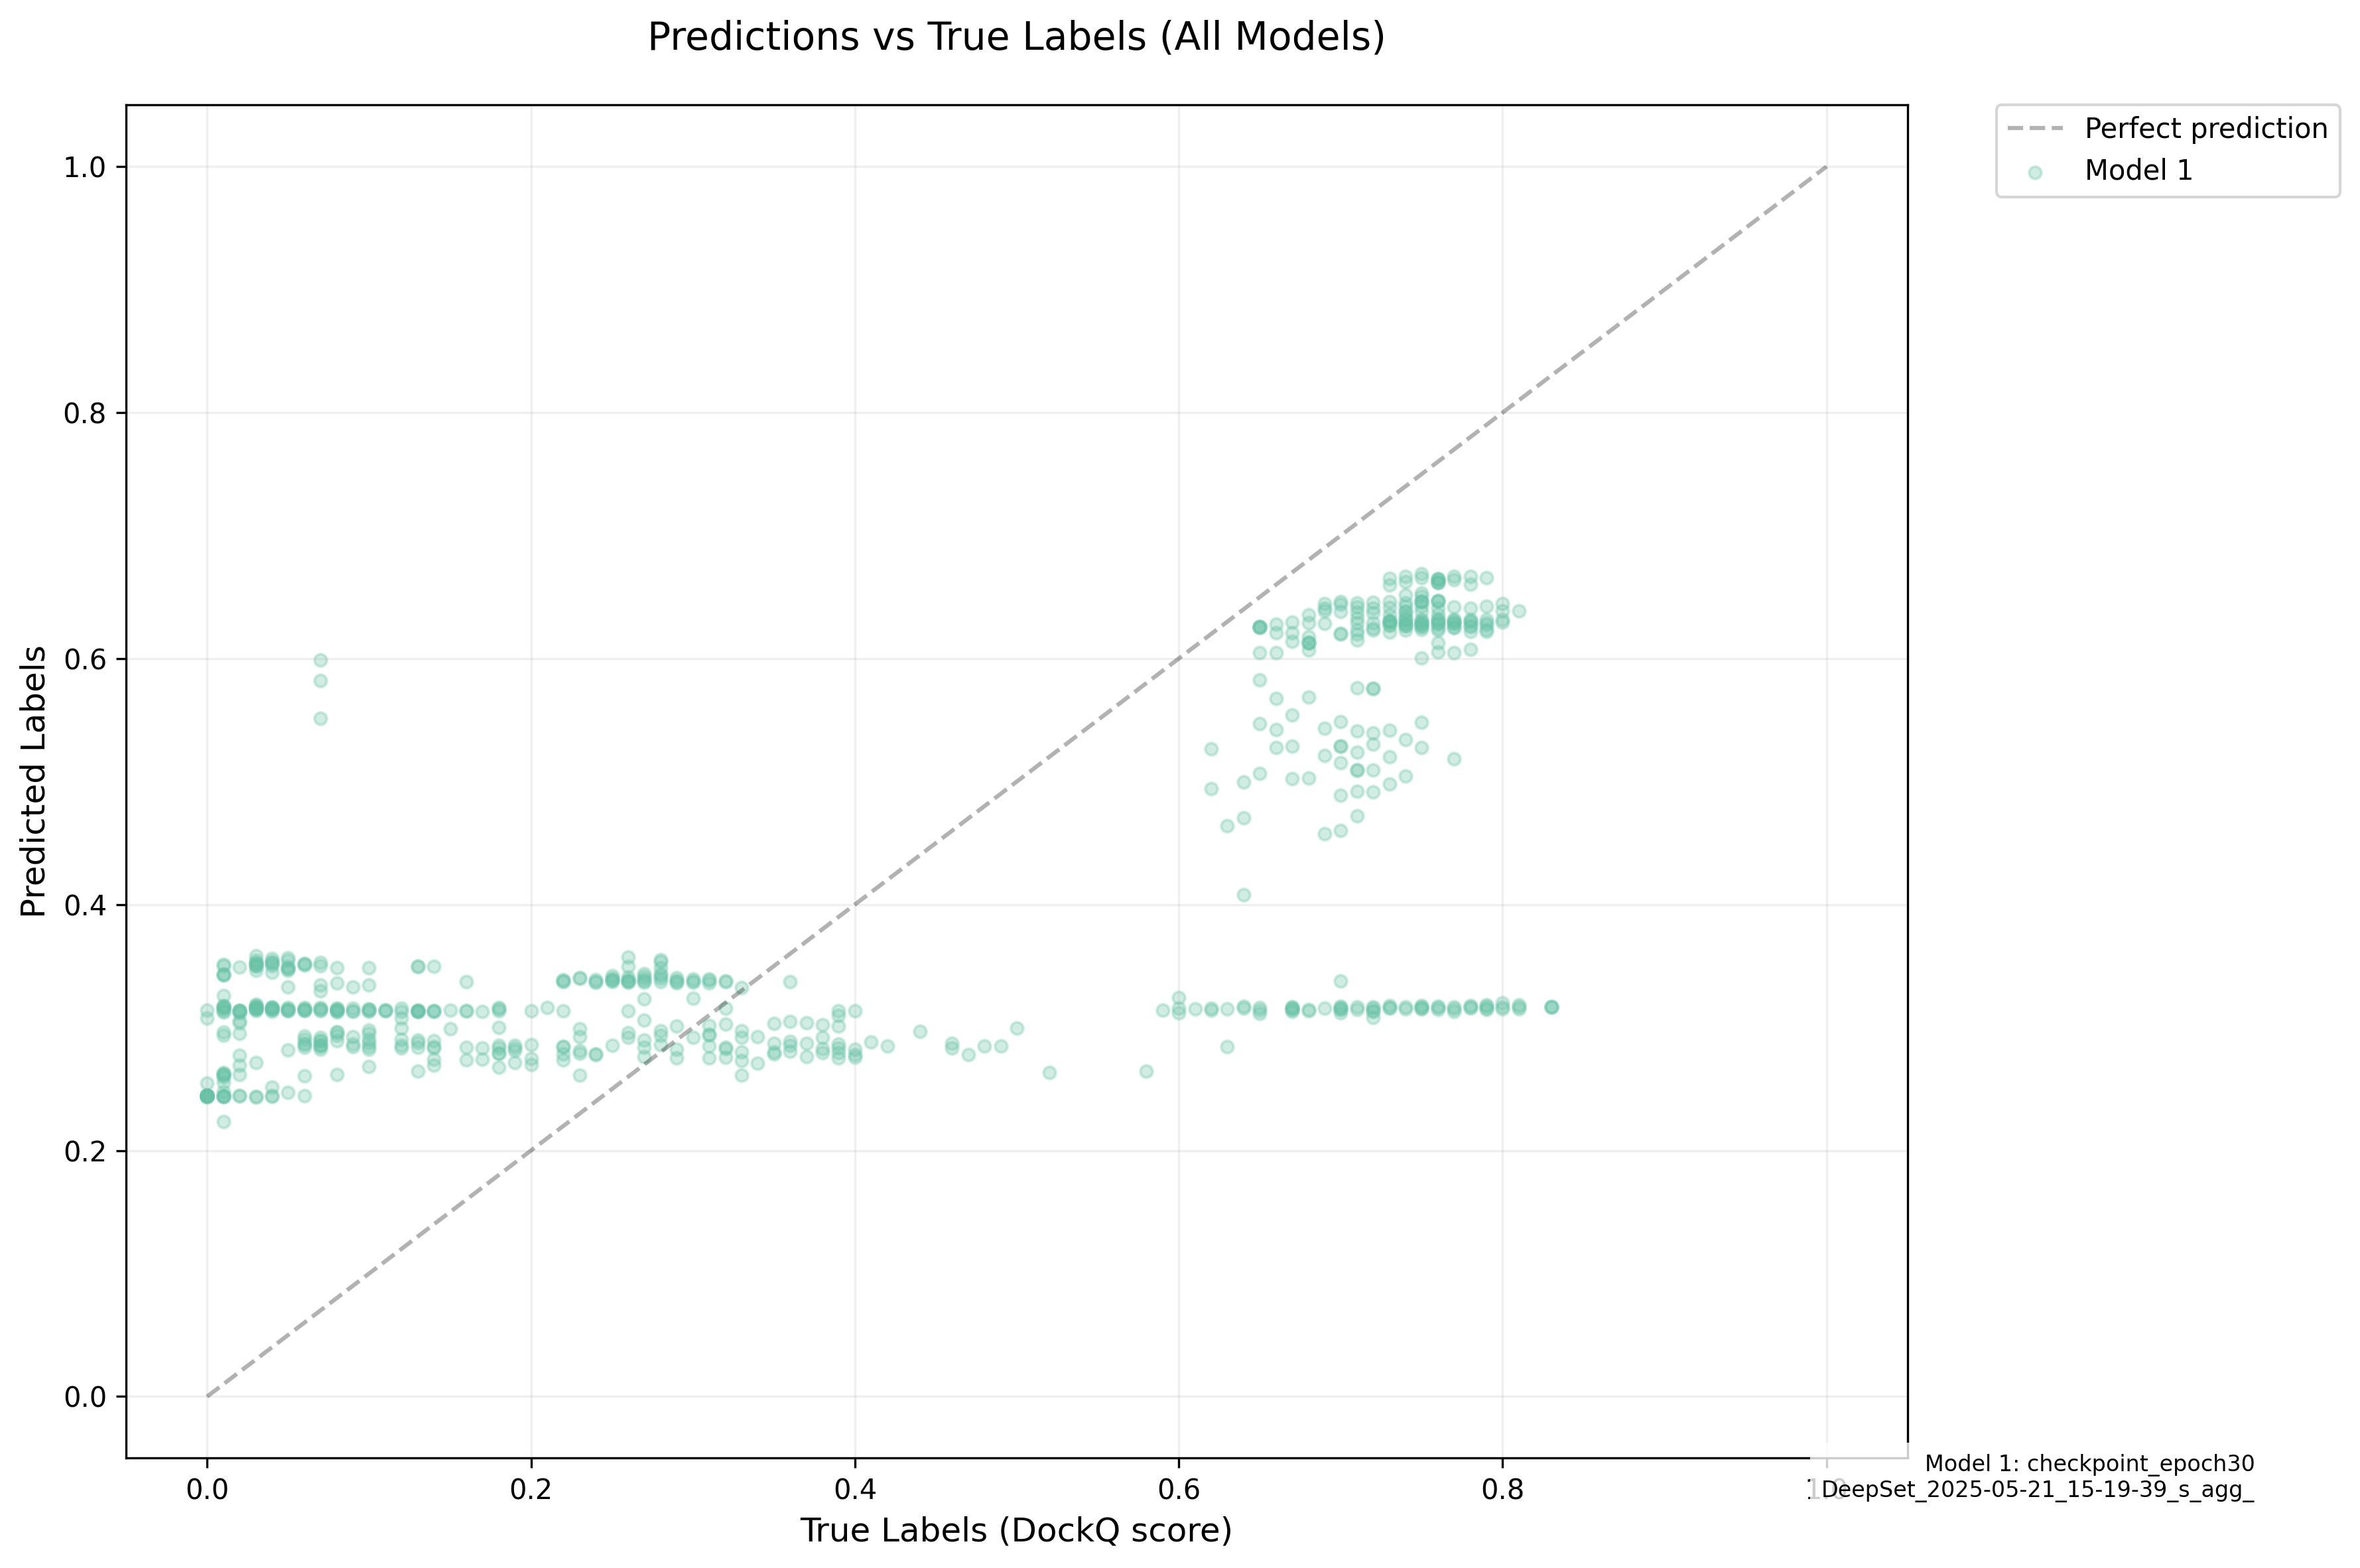 Predictions vs True Labels (All Models)
Perfect prediction
Model 1
Predicted Labels
1.0
0.8
0.6
0.4
0.2
0.0
0.0 0.2 0.4 0.6 0.8 1.0
True Labels (DockQ score)
Model 1: checkpoint_epoch30
DeepSet_2025-05-21_15-19-39_s_agg_